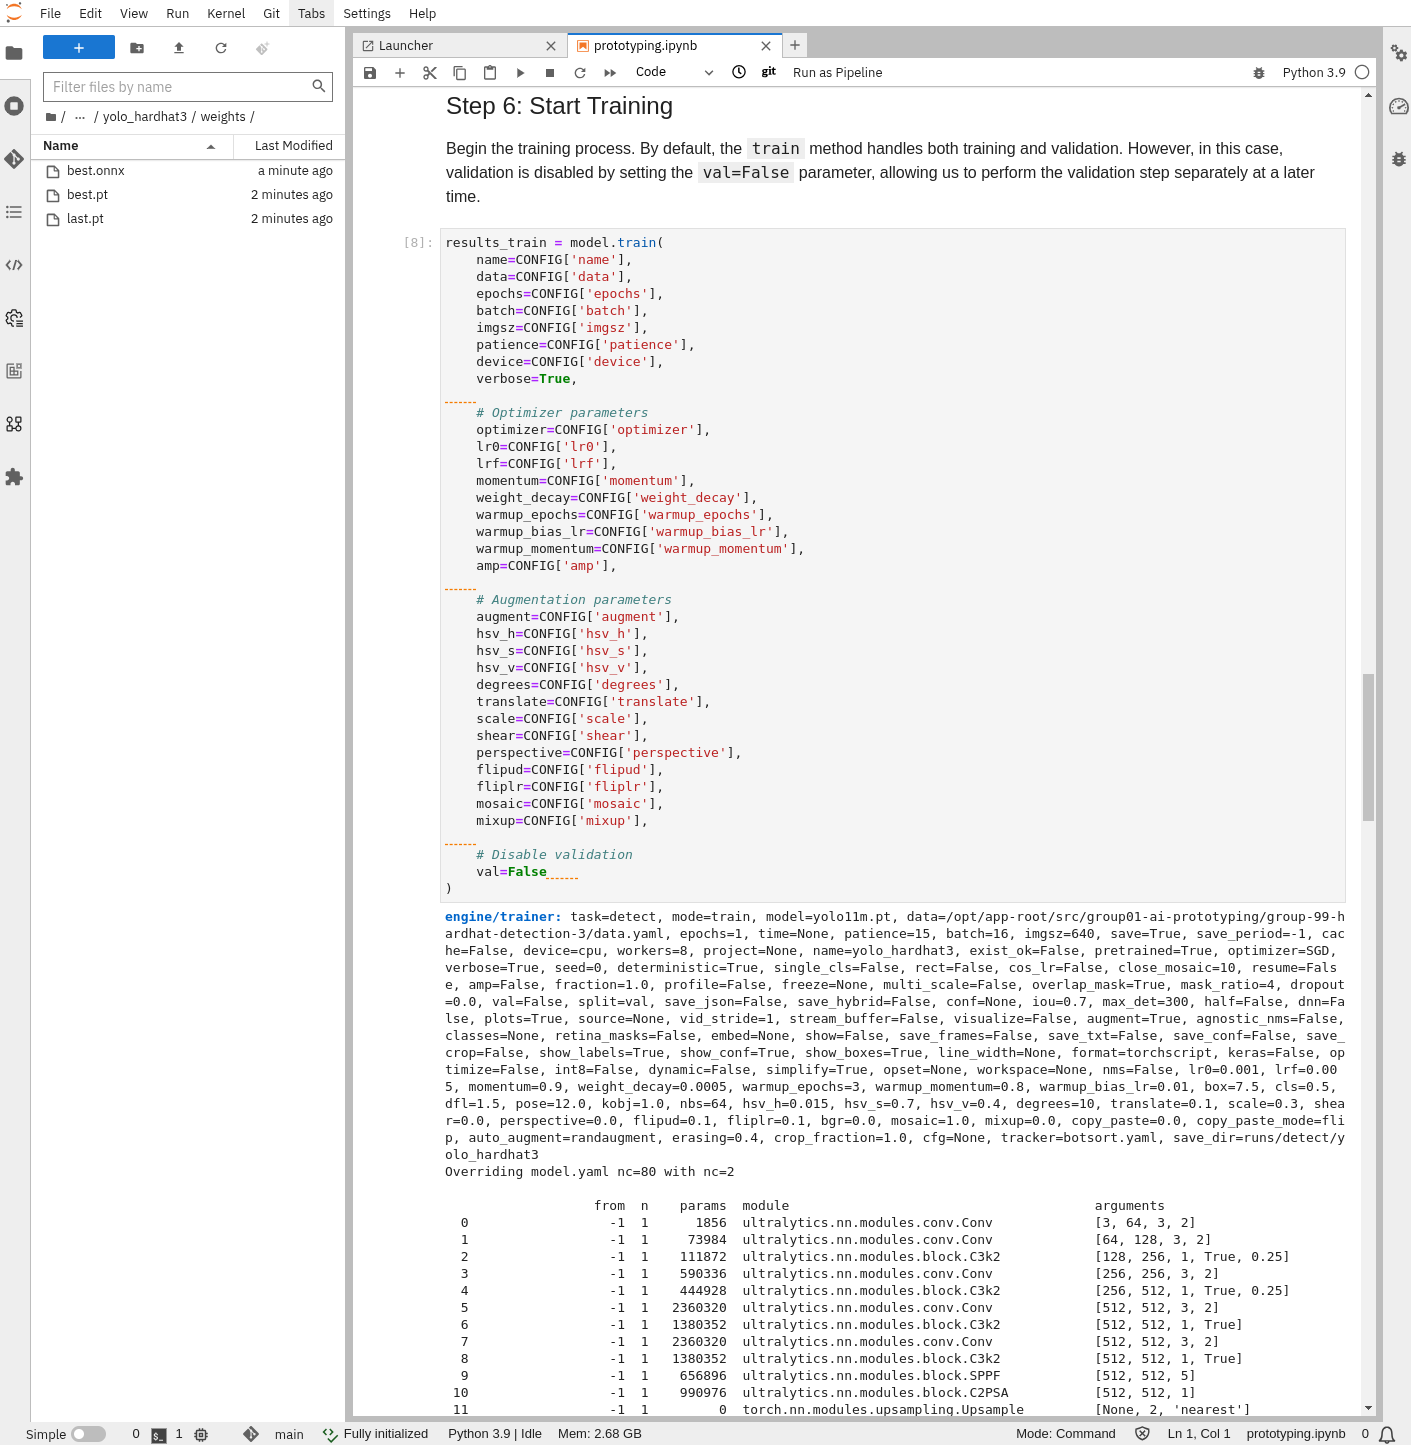 File Edit View Run Kernel Git Tabs Settings Help
+
Filter files by name
/ ... / yolo_hardhat3 / weights /
Name Last Modified
best.onnx a minute ago
best.pt 2 minutes ago
last.pt 2 minutes ago
Launcher
prototyping.ipynb
Code git Run as Pipeline Python 3.9
Step 6: Start Training
Begin the training process. By default, the train method handles both training and validation. However, in this case,
validation is disabled by setting the val=False parameter, allowing us to perform the validation step separately at a later
time.
[8]: results_train = model.train(
name=CONFIG['name'],
data=CONFIG['data'],
epochs=CONFIG['epochs'],
batch=CONFIG['batch'],
imgsz=CONFIG['imgsz'],
patience=CONFIG['patience'],
device=CONFIG['device'],
verbose=True,
# Optimizer parameters
optimizer=CONFIG['optimizer'],
lr0=CONFIG['lr0'],
lrf=CONFIG['lrf'],
momentum=CONFIG['momentum'],
weight_decay=CONFIG['weight_decay'],
warmup_epochs=CONFIG['warmup_epochs'],
warmup_bias_lr=CONFIG['warmup_bias_lr'],
warmup_momentum=CONFIG['warmup_momentum'],
amp=CONFIG['amp'],
# Augmentation parameters
augment=CONFIG['augment'],
hsv_h=CONFIG['hsv_h'],
hsv_s=CONFIG['hsv_s'],
hsv_v=CONFIG['hsv_v'],
degrees=CONFIG['degrees'],
translate=CONFIG['translate'],
scale=CONFIG['scale'],
shear=CONFIG['shear'],
perspective=CONFIG['perspective'],
flipud=CONFIG['flipud'],
fliplr=CONFIG['fliplr'],
mosaic=CONFIG['mosaic'],
mixup=CONFIG['mixup'],
# Disable validation
val=False
)
engine/trainer: task=detect, mode=train, model=yolo11m.pt, data=/opt/app-root/src/group01-ai-prototyping/group-99-h
ardhat-detection-3/data.yaml, epochs=1, time=None, patience=15, batch=16, imgsz=640, save=True, save_period=-1, cac
he=False, device=cpu, workers=8, project=None, name=yolo_hardhat3, exist_ok=False, pretrained=True, optimizer=SGD,
verbose=True, seed=0, deterministic=True, single_cls=False, rect=False, cos_lr=False, close_mosaic=10, resume=Fals
e, amp=False, fraction=1.0, profile=False, freeze=None, multi_scale=False, overlap_mask=True, mask_ratio=4, dropout
=0.0, val=False, split=val, save_json=False, save_hybrid=False, conf=None, iou=0.7, max_det=300, half=False, dnn=Fa
lse, plots=True, source=None, vid_stride=1, stream_buffer=False, visualize=False, augment=True, agnostic_nms=False,
classes=None, retina_masks=False, embed=None, show=False, save_frames=False, save_txt=False, save_conf=False, save_
crop=False, show_labels=True, show_conf=True, show_boxes=True, line_width=None, format=torchscript, keras=False, op
timize=False, int8=False, dynamic=False, simplify=True, opset=None, workspace=None, nms=False, lr0=0.001, lrf=0.00
5, momentum=0.9, weight_decay=0.0005, warmup_epochs=3, warmup_momentum=0.8, warmup_bias_lr=0.01, box=7.5, cls=0.5,
dfl=1.5, pose=12.0, kobj=1.0, nbs=64, hsv_h=0.015, hsv_s=0.7, hsv_v=0.4, degrees=10, translate=0.1, scale=0.3, shea
r=0.0, perspective=0.0, flipud=0.1, fliplr=0.1, bgr=0.0, mosaic=1.0, mixup=0.0, copy_paste=0.0, copy_paste_mode=fli
p, auto_augment=randaugment, erasing=0.4, crop_fraction=1.0, cfg=None, tracker=botsort.yaml, save_dir=runs/detect/y
olo_hardhat3
Overriding model.yaml nc=80 with nc=2
from n params module arguments
0 -1 1 1856 ultralytics.nn.modules.conv.Conv [3, 64, 3, 2]
1 -1 1 73984 ultralytics.nn.modules.conv.Conv [64, 128, 3, 2]
2 -1 1 111872 ultralytics.nn.modules.block.C3k2 [128, 256, 1, True, 0.25]
3 -1 1 590336 ultralytics.nn.modules.conv.Conv [256, 256, 3, 2]
4 -1 1 444928 ultralytics.nn.modules.block.C3k2 [256, 512, 1, True, 0.25]
5 -1 1 2360320 ultralytics.nn.modules.conv.Conv [512, 512, 3, 2]
6 -1 1 1380352 ultralytics.nn.modules.block.C3k2 [512, 512, 1, True]
7 -1 1 2360320 ultralytics.nn.modules.conv.Conv [512, 512, 3, 2]
8 -1 1 1380352 ultralytics.nn.modules.block.C3k2 [512, 512, 1, True]
9 -1 1 656896 ultralytics.nn.modules.block.SPPF [512, 512, 5]
10 -1 1 990976 ultralytics.nn.modules.block.C2PSA [512, 512, 1]
11 -1 1 0 torch.nn.modules.upsampling.Upsample [None, 2, 'nearest']
Simple 0 $_ 1 main Fully initialized Python 3.9 | Idle Mem: 2.68 GB Mode: Command Ln 1, Col 1 prototyping.ipynb 0